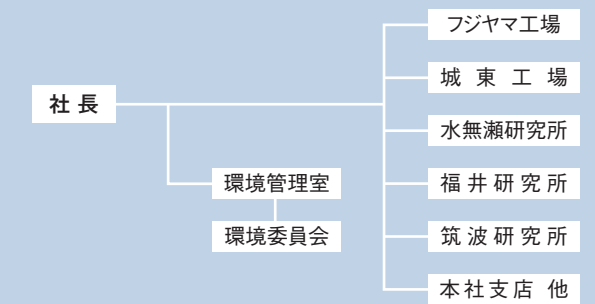 社長
環境管理室
環境委員会
フジヤマ工場
城東工場
水無瀬研究所
福井研究所
筑波研究所
本社支店 他